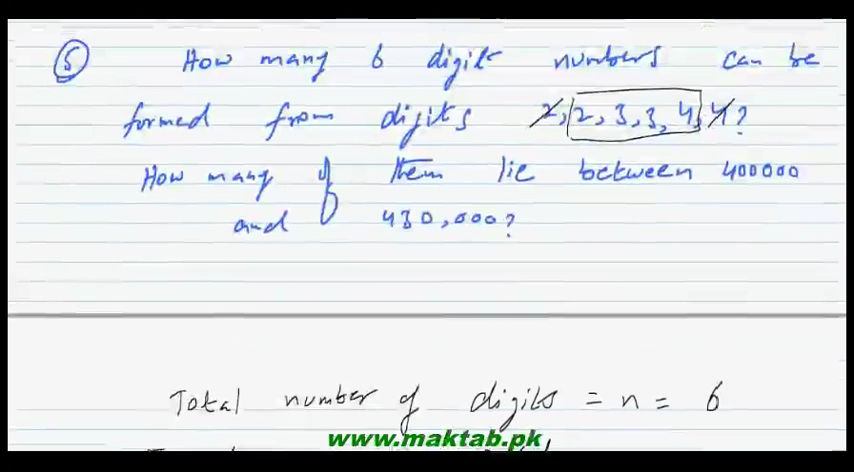 5 How many 6 digit numbers can be
formed from digits 2, 2, 3, 3, 4, 4?
How many of them lie between 400000
and 430,000?
Total number of digits = n = 6
www.maktab.pk